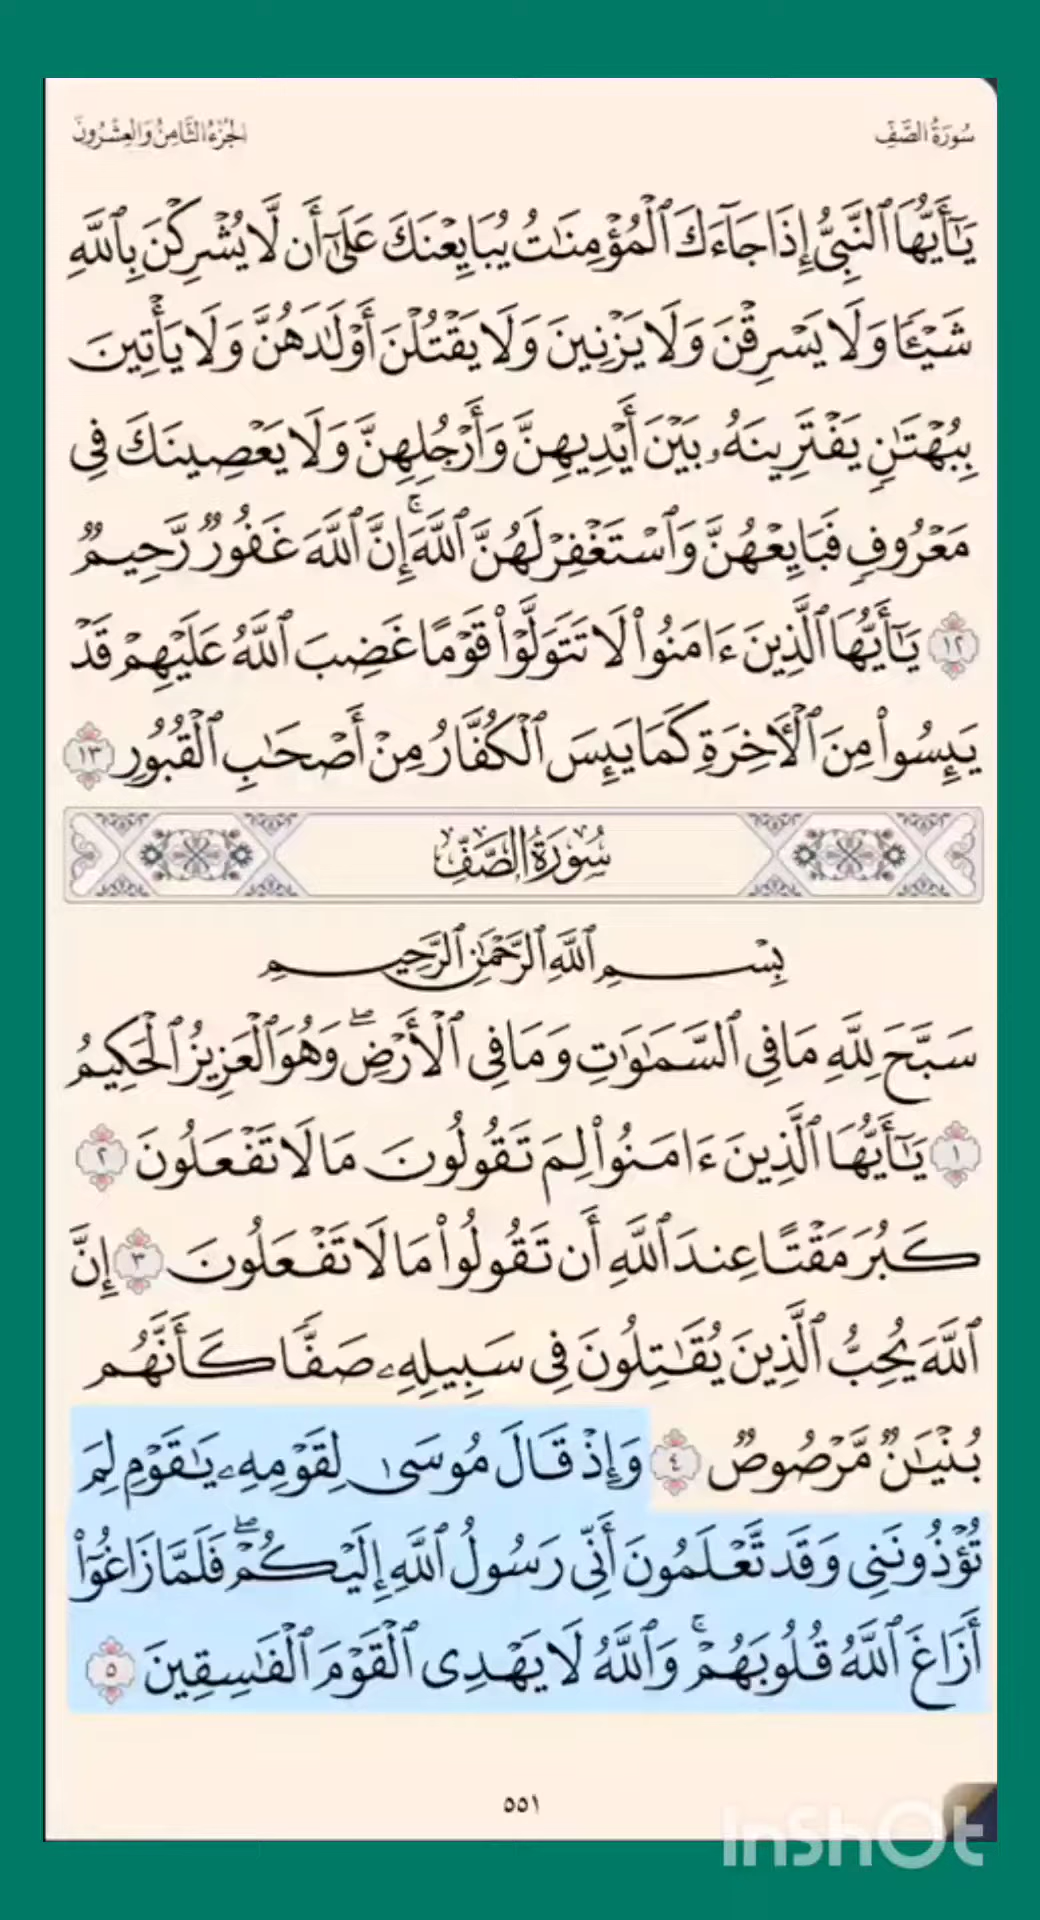 سُورَةُ الصَّفِّ
الجُزْءُ الثَّامِنُ وَالعِشْرُونَ
يَٰٓأَيُّهَا ٱلنَّبِىُّ إِذَا جَآءَكَ ٱلْمُؤْمِنَٰتُ يُبَايِعْنَكَ عَلَىٰٓ أَن لَّا يُشْرِكْنَ بِٱللَّهِ
شَيْـًٔا وَلَا يَسْرِقْنَ وَلَا يَزْنِينَ وَلَا يَقْتُلْنَ أَوْلَٰدَهُنَّ وَلَا يَأْتِينَ
بِبُهْتَٰنٍ يَفْتَرِينَهُۥ بَيْنَ أَيْدِيهِنَّ وَأَرْجُلِهِنَّ وَلَا يَعْصِينَكَ فِى
مَعْرُوفٍ فَبَايِعْهُنَّ وَٱسْتَغْفِرْ لَهُنَّ ٱللَّهَ ۚ إِنَّ ٱللَّهَ غَفُورٌ رَّحِيمٌ
١٢ يَٰٓأَيُّهَا ٱلَّذِينَ ءَامَنُوا۟ لَا تَتَوَلَّوْا۟ قَوْمًا غَضِبَ ٱللَّهُ عَلَيْهِمْ قَدْ
يَئِسُوا۟ مِنَ ٱلْـَٔاخِرَةِ كَمَا يَئِسَ ٱلْكُفَّارُ مِنْ أَصْحَٰبِ ٱلْقُبُورِ ١٣
سُورَةُ الصَّفِّ
بِسْمِ ٱللَّهِ ٱلرَّحْمَٰنِ ٱلرَّحِيمِ
سَبَّحَ لِلَّهِ مَا فِى ٱلسَّمَٰوَٰتِ وَمَا فِى ٱلْأَرْضِ ۖ وَهُوَ ٱلْعَزِيزُ ٱلْحَكِيمُ
١ يَٰٓأَيُّهَا ٱلَّذِينَ ءَامَنُوا۟ لِمَ تَقُولُونَ مَا لَا تَفْعَلُونَ ٢
كَبُرَ مَقْتًا عِندَ ٱللَّهِ أَن تَقُولُوا۟ مَا لَا تَفْعَلُونَ ٣ إِنَّ
ٱللَّهَ يُحِبُّ ٱلَّذِينَ يُقَٰتِلُونَ فِى سَبِيلِهِۦ صَفًّا كَأَنَّهُم
بُنْيَٰنٌ مَّرْصُوصٌ ٤ وَإِذْ قَالَ مُوسَىٰ لِقَوْمِهِۦ يَٰقَوْمِ لِمَ
تُؤْذُونَنِى وَقَد تَّعْلَمُونَ أَنِّى رَسُولُ ٱللَّهِ إِلَيْكُمْ ۖ فَلَمَّا زَاغُوٓا۟
أَزَاغَ ٱللَّهُ قُلُوبَهُمْ ۚ وَٱللَّهُ لَا يَهْدِى ٱلْقَوْمَ ٱلْفَٰسِقِينَ ٥
٥٥١
InShOt